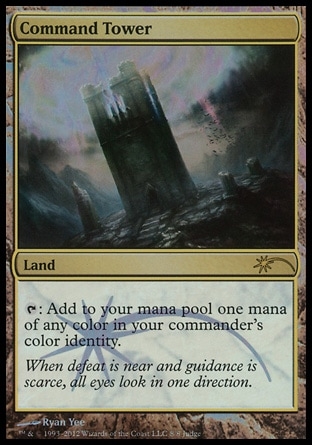 Command Tower
Land
: Add to your mana pool one mana
of any color in your commander's
color identity.
When defeat is near and guidance is
scarce, all eyes look in one direction.
Ryan Yee
™ & © 1993–2012 Wizards of the Coast LLC 8/8 Judge